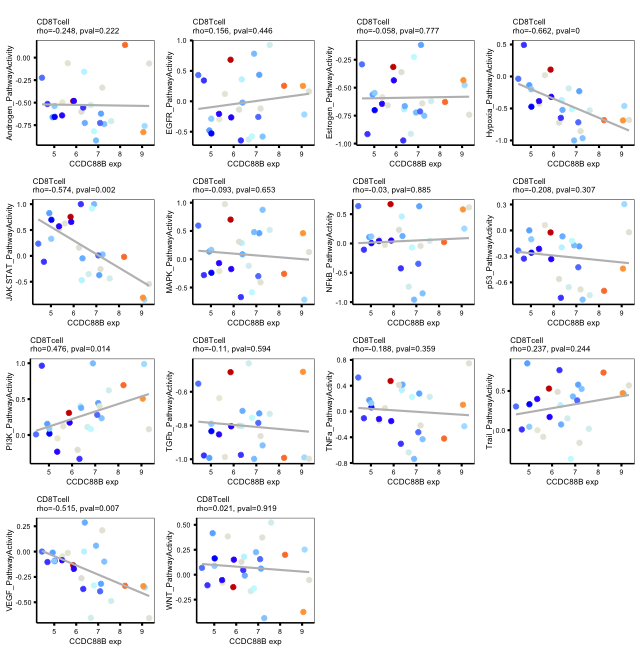 CD8Tcell
rho=-0.248, pval=0.222
Androgen_PathwayActivity
0.00
-0.25
-0.50
-0.75
5 6 7 8 9
CCDC88B exp
CD8Tcell
rho=0.156, pval=0.446
EGFR_PathwayActivity
1.0
0.5
0.0
-0.5
5 6 7 8 9
CCDC88B exp
CD8Tcell
rho=-0.058, pval=0.777
Estrogen_PathwayActivity
-0.25
-0.50
-0.75
-1.00
5 6 7 8 9
CCDC88B exp
CD8Tcell
rho=-0.662, pval=0
Hypoxia_PathwayActivity
0.5
0.0
-0.5
-1.0
5 6 7 8 9
CCDC88B exp
CD8Tcell
rho=-0.574, pval=0.002
JAK.STAT_PathwayActivity
1.0
0.5
0.0
-0.5
5 6 7 8 9
CCDC88B exp
CD8Tcell
rho=-0.093, pval=0.653
MAPK_PathwayActivity
1.0
0.5
0.0
-0.5
5 6 7 8 9
CCDC88B exp
CD8Tcell
rho=-0.03, pval=0.885
NFkB_PathwayActivity
0.5
0.0
-0.5
-1.0
5 6 7 8 9
CCDC88B exp
CD8Tcell
rho=-0.208, pval=0.307
p53_PathwayActivity
0.3
0.0
-0.3
-0.6
5 6 7 8 9
CCDC88B exp
CD8Tcell
rho=0.476, pval=0.014
PI3K_PathwayActivity
1.0
0.5
0.0
5 6 7 8 9
CCDC88B exp
CD8Tcell
rho=-0.11, pval=0.594
TGFb_PathwayActivity
-0.4
-0.6
-0.8
-1.0
5 6 7 8 9
CCDC88B exp
CD8Tcell
rho=-0.188, pval=0.359
TNFa_PathwayActivity
0.8
0.4
0.0
-0.4
-0.8
5 6 7 8 9
CCDC88B exp
CD8Tcell
rho=0.237, pval=0.244
Trail_PathwayActivity
0.5
0.0
5 6 7 8 9
CCDC88B exp
CD8Tcell
rho=-0.515, pval=0.007
VEGF_PathwayActivity
0.25
0.00
-0.25
-0.50
5 6 7 8 9
CCDC88B exp
CD8Tcell
rho=0.021, pval=0.919
WNT_PathwayActivity
0.50
0.25
0.00
-0.25
5 6 7 8 9
CCDC88B exp